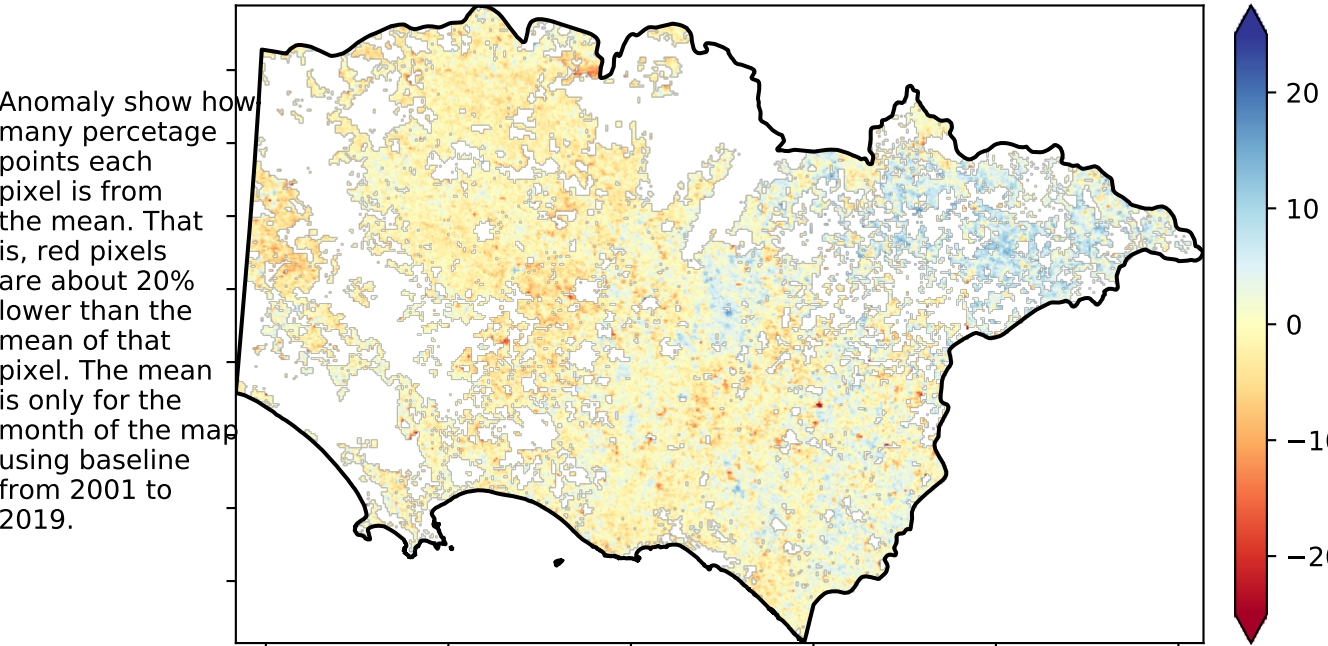 Anomaly show how
many percetage
points each
pixel is from
the mean. That
is, red pixels
are about 20%
lower than the
mean of that
pixel. The mean
is only for the
month of the map
using baseline
from 2001 to
2019.
20
10
0
−10
−20